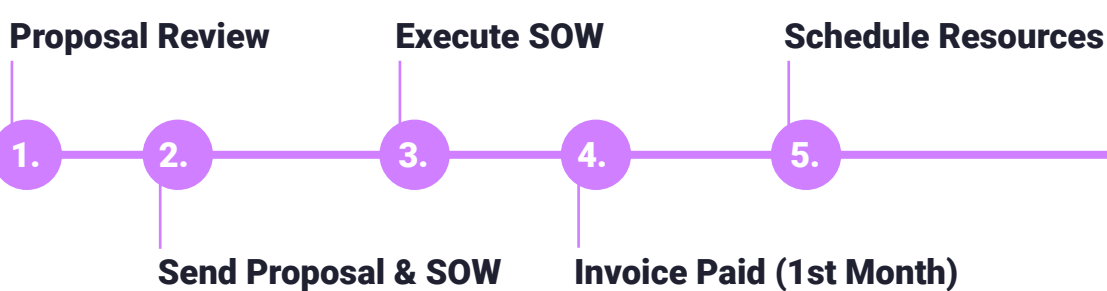 Proposal Review
Execute SOW
Schedule Resources
1.
2.
3.
4.
5.
Send Proposal & SOW
Invoice Paid (1st Month)